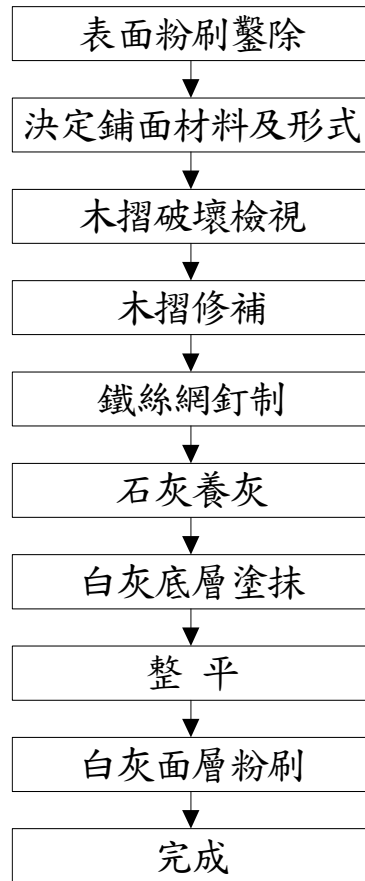 表面粉刷鑿除
決定鋪面材料及形式
木摺破壞檢視
木摺修補
鐵絲網釘制
石灰養灰
白灰底層塗抹
整 平
白灰面層粉刷
完成